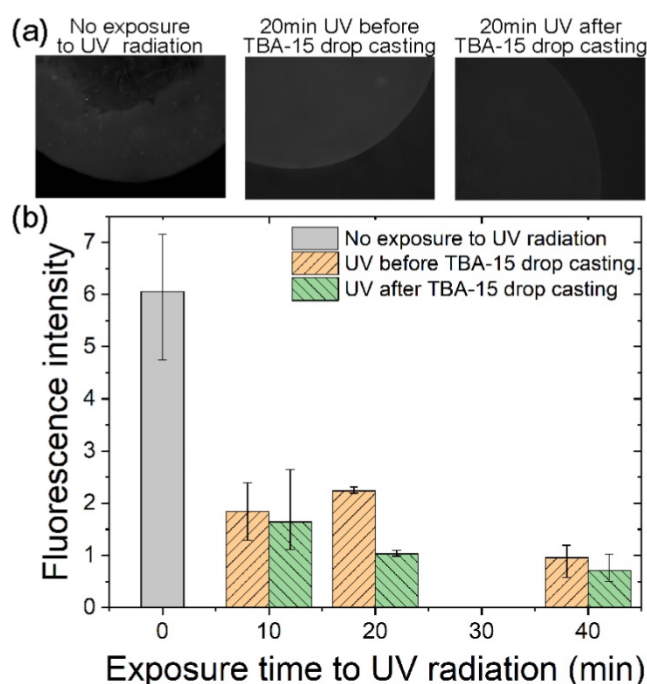 (a)
No exposure
to UV radiation
20min UV before
TBA-15 drop casting
20min UV after
TBA-15 drop casting
(b)
No exposure to UV radiation
UV before TBA-15 drop casting
UV after TBA-15 drop casting
Fluorescence intensity
7
6
5
4
3
2
1
0
0 10 20 30 40
Exposure time to UV radiation (min)